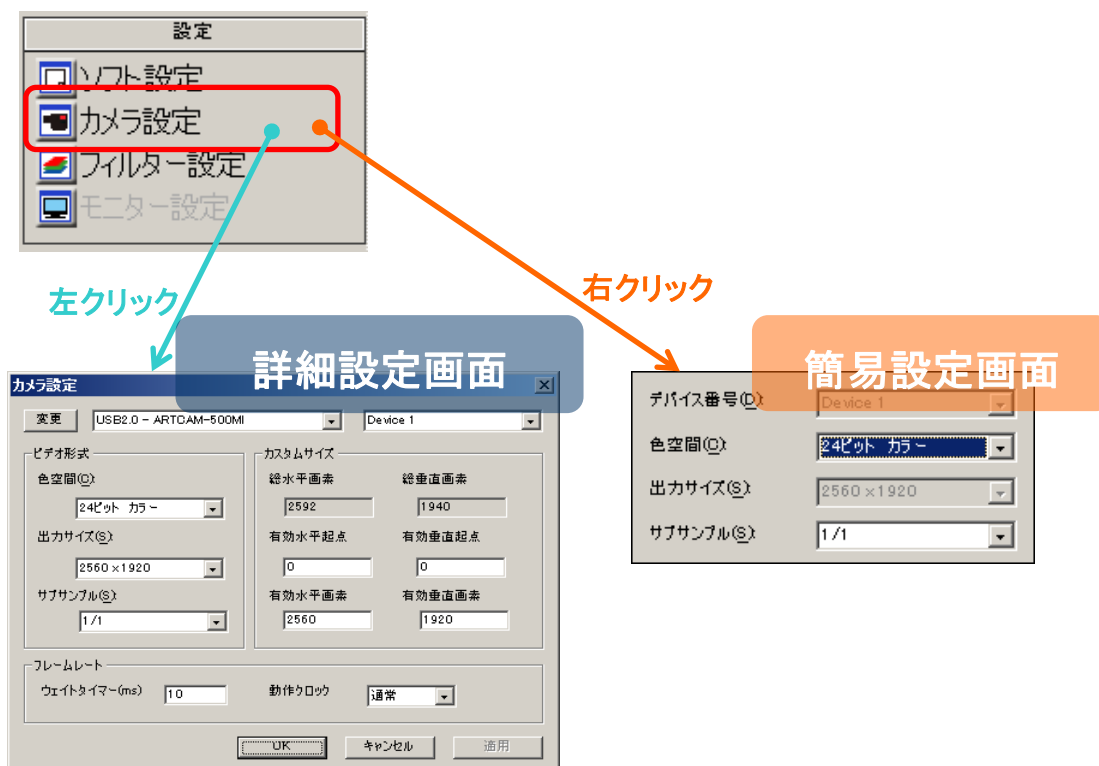 設定
ソフト設定
カメラ設定
フィルター設定
モニター設定
左クリック
右クリック
詳細設定画面
簡易設定画面
カメラ設定
変更 USB2.0 - ARTCAM-500MI Device 1
ビデオ形式
色空間(C):
24ビット カラー
出力サイズ(S):
2560×1920
サブサンプル(S):
1/1
カスタムサイズ
総水平画素 総垂直画素
2592 1940
有効水平起点 有効垂直起点
0 0
有効水平画素 有効垂直画素
2560 1920
フレームレート
ウェイトタイマー(ms) 10 動作クロック 通常
OK キャンセル 適用
デバイス番号(D): Device 1
色空間(C): 24ビット カラー
出力サイズ(S): 2560×1920
サブサンプル(S): 1/1